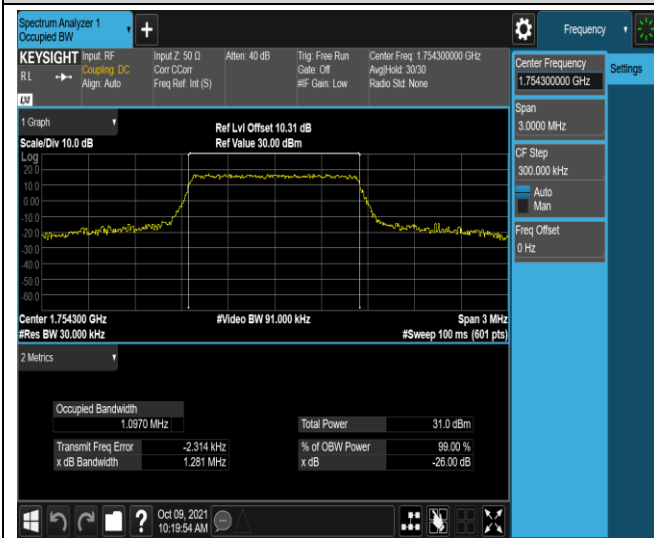 Spectrum Analyzer 1
Occupied BW
+
Frequency
KEYSIGHT
RL
LXI
Input: RF
Coupling: DC
Align: Auto
Input Z: 50 Ω
Corr CCorr
Freq Ref: Int (S)
Atten: 40 dB
Trig: Free Run
Gate: Off
#IF Gain: Low
Center Freq: 1.754300000 GHz
Avg|Hold: 30/30
Radio Std: None
Center Frequency
1.754300000 GHz
Settings
Span
3.0000 MHz
CF Step
300.000 kHz
Auto
Man
Freq Offset
0 Hz
1 Graph
Scale/Div 10.0 dB
Ref Lvl Offset 10.31 dB
Ref Value 30.00 dBm
Log
20.0
10.0
0.00
-10.0
-20.0
-30.0
-40.0
-50.0
-60.0
Center 1.754300 GHz
#Res BW 30.000 kHz
#Video BW 91.000 kHz
Span 3 MHz
#Sweep 100 ms (601 pts)
2 Metrics
Occupied Bandwidth
1.0970 MHz
Total Power 31.0 dBm
Transmit Freq Error -2.314 kHz
% of OBW Power 99.00 %
x dB Bandwidth 1.281 MHz
x dB -26.00 dB
?
Oct 09, 2021
10:19:54 AM